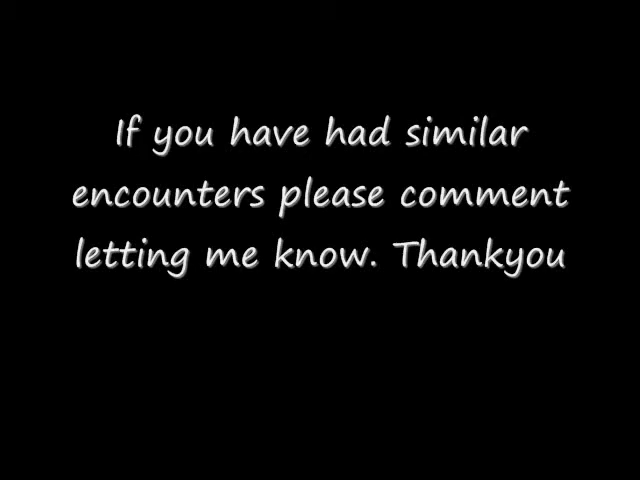 If you have had similar
encounters please comment
letting me know. Thankyou